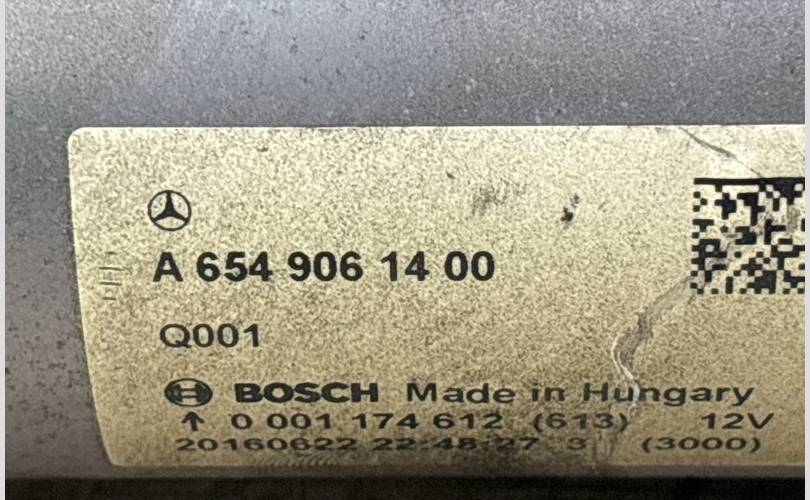 A 654 906 14 00
Q001
BOSCH Made in Hungary
↑ 0 001 174 612 (613) 12V
20160622 22:48:27 3 (3000)